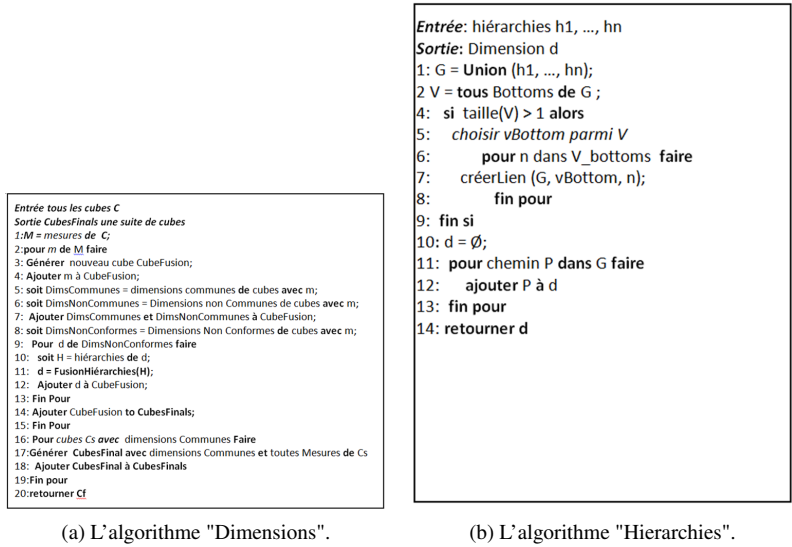 Entrée tous les cubes C
Sortie CubesFinals une suite de cubes
1:M = mesures de C;
2:pour m de M faire
3: Générer nouveau cube CubeFusion;
4: Ajouter m à CubeFusion;
5: soit DimsCommunes = dimensions communes de cubes avec m;
6: soit DimsNonCommunes = Dimensions non Communes de cubes avec m;
7: Ajouter DimsCommunes et DimsNonCommunes à CubeFusion;
8: soit DimsNonConformes = Dimensions Non Conformes de cubes avec m;
9: Pour d de DimsNonConformes faire
10: soit H = hiérarchies de d;
11: d = FusionHiérarchies(H);
12: Ajouter d à CubeFusion;
13: Fin Pour
14: Ajouter CubeFusion to CubesFinals;
15: Fin Pour
16: Pour cubes Cs avec dimensions Communes Faire
17:Générer CubesFinal avec dimensions Communes et toutes Mesures de Cs
18: Ajouter CubesFinal à CubesFinals
19:Fin pour
20:retourner Cf
(a) L'algorithme "Dimensions".
Entrée: hiérarchies h1, ..., hn
Sortie: Dimension d
1: G = Union (h1, ..., hn);
2 V = tous Bottoms de G ;
4: si taille(V) > 1 alors
5: choisir vBottom parmi V
6: pour n dans V_bottoms faire
7: créerLien (G, vBottom, n);
8: fin pour
9: fin si
10: d = Ø;
11: pour chemin P dans G faire
12: ajouter P à d
13: fin pour
14: retourner d
(b) L'algorithme "Hierarchies".